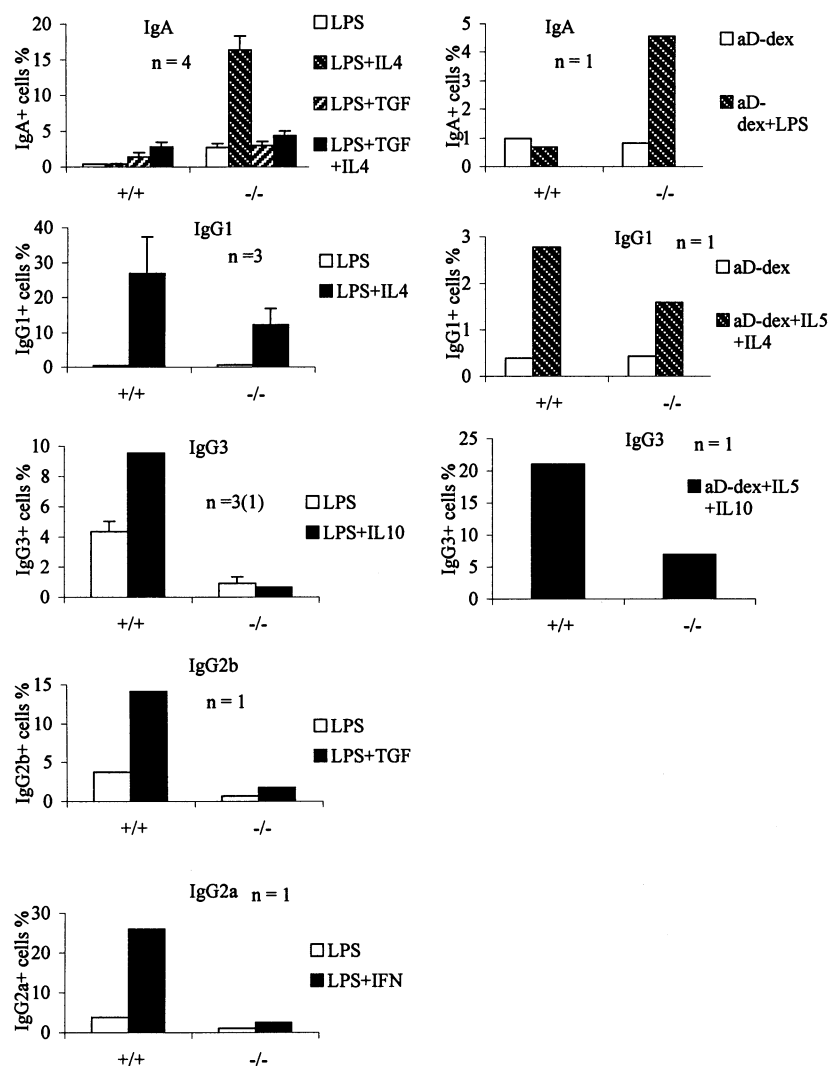 IgA
n = 4
IgA+ cells %
20
15
10
5
0
+/+
-/-
LPS
LPS+IL4
LPS+TGF
LPS+TGF
+IL4
IgA
n = 1
IgA+ cells %
5
4
3
2
1
0
+/+
-/-
aD-dex
aD-
dex+LPS
IgG1
n =3
IgG1+ cells %
40
30
20
10
0
+/+
-/-
LPS
LPS+IL4
IgG1
n = 1
IgG1+ cells %
3
2
1
0
+/+
-/-
aD-dex
aD-dex+IL5
+IL4
IgG3
n =3(1)
IgG3+ cells %
10
8
6
4
2
0
+/+
-/-
LPS
LPS+IL10
IgG3
n = 1
IgG3+ cells %
25
20
15
10
5
0
+/+
-/-
aD-dex+IL5
+IL10
IgG2b
n = 1
IgG2b+ cells %
15
10
5
0
+/+
-/-
LPS
LPS+TGF
IgG2a n = 1
IgG2a+ cells %
30
20
10
0
+/+
-/-
LPS
LPS+IFN